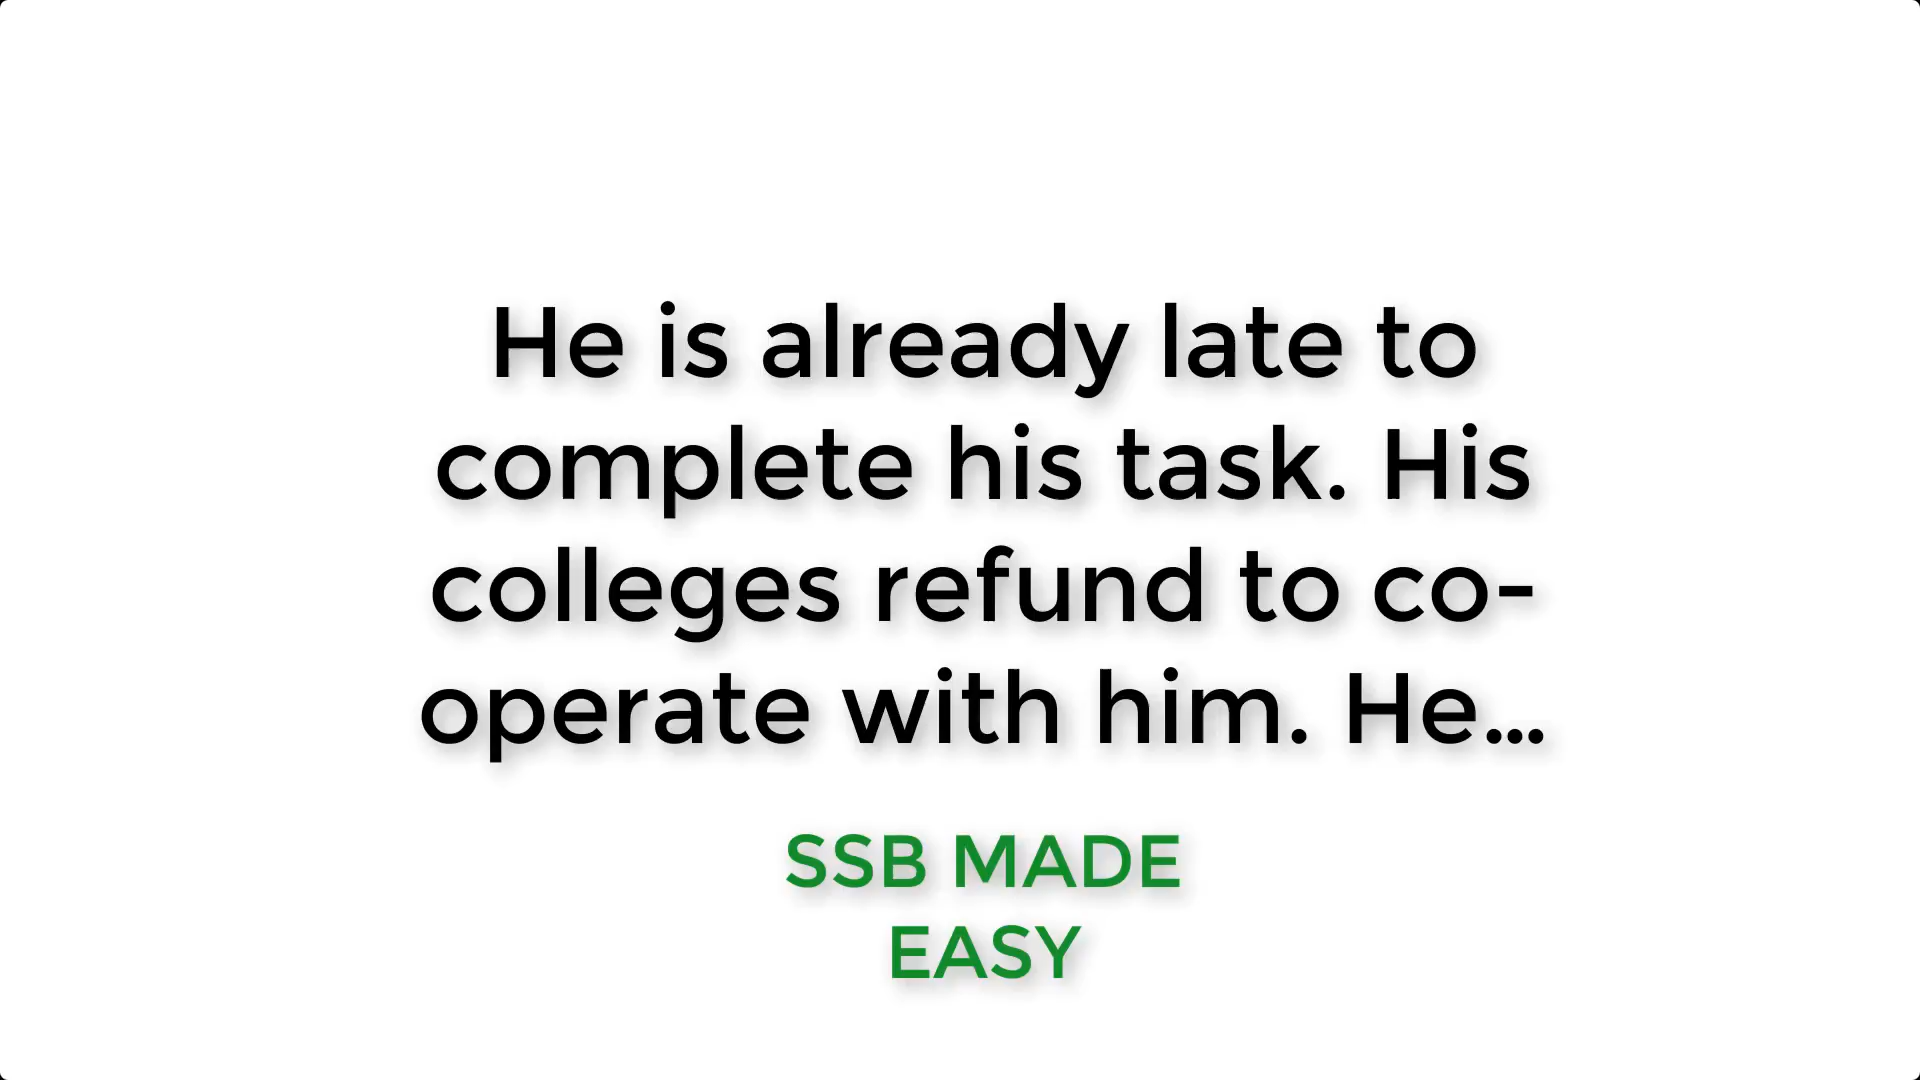 He is already late to
complete his task. His
colleges refund to co-
operate with him. He...
SSB MADE
EASY